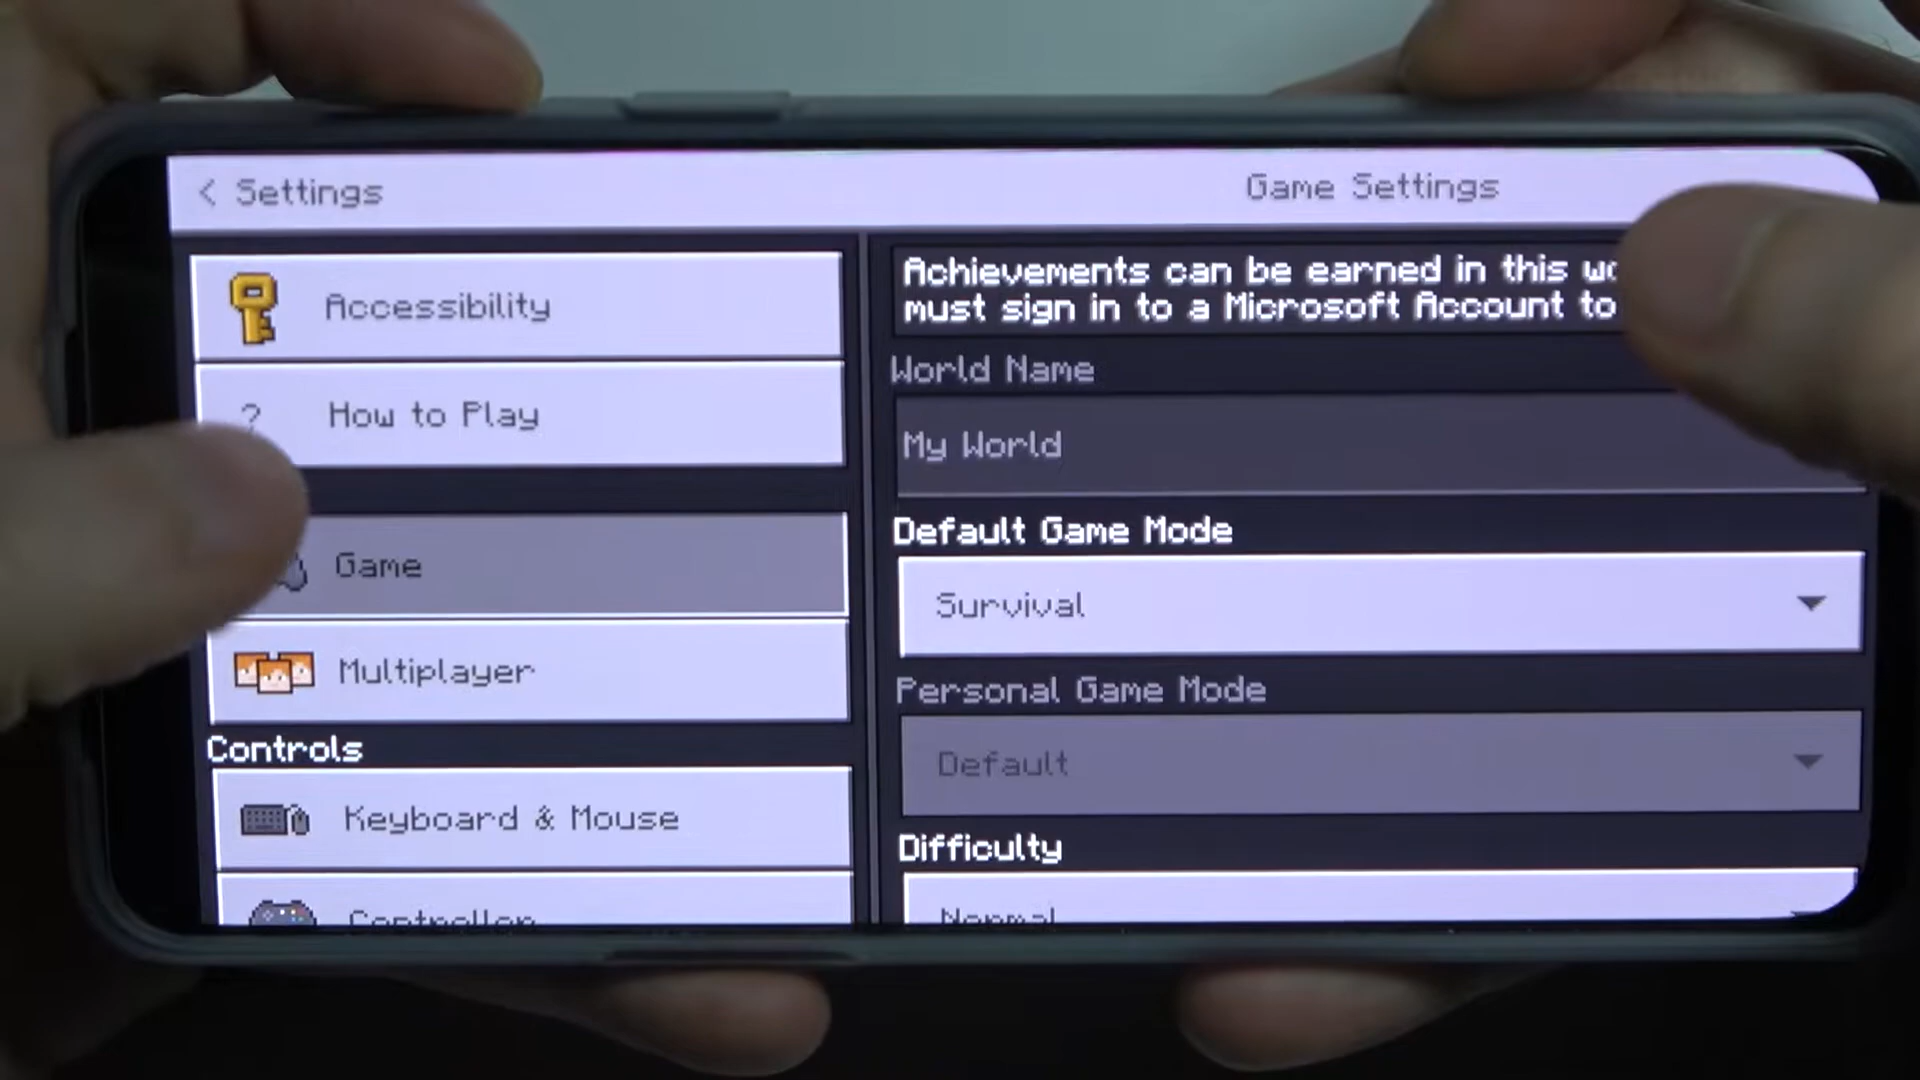 Settings
Game Settings
Accessibility
? How to Play
Game
Multiplayer
Controls
Keyboard & Mouse
Controller
Achievements can be earned in this
must sign in to a Microsoft Account to
World Name
My World
Default Game Mode
Survival
Personal Game Mode
Default
Difficulty
Normal